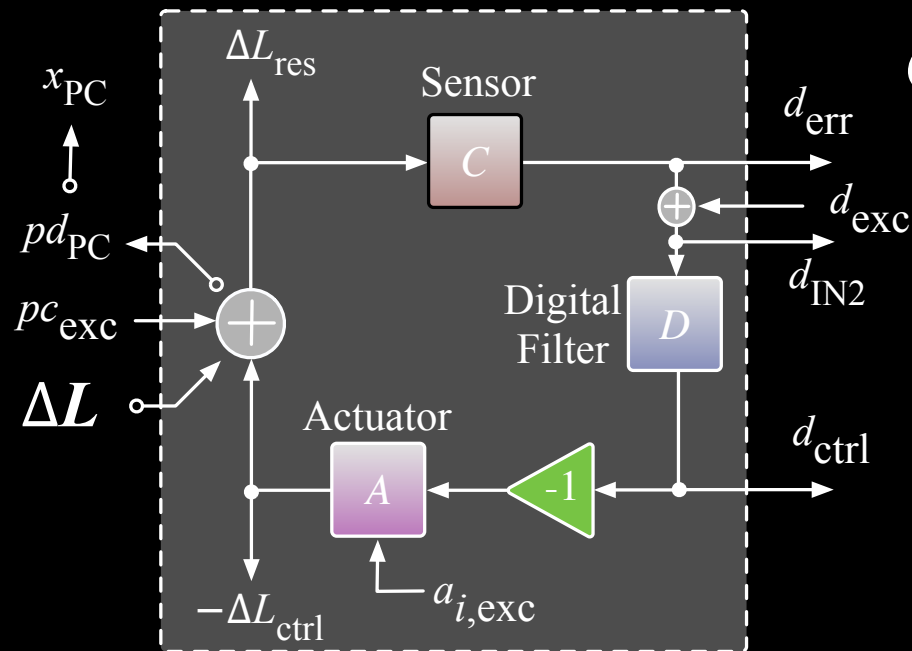 ΔL_res
x_PC
Sensor
C
d_err
d_exc
pd_PC
d_IN2
pc_exc
Digital
Filter
D
ΔL
Actuator
A
-1
d_ctrl
a_i,exc
−ΔL_ctrl